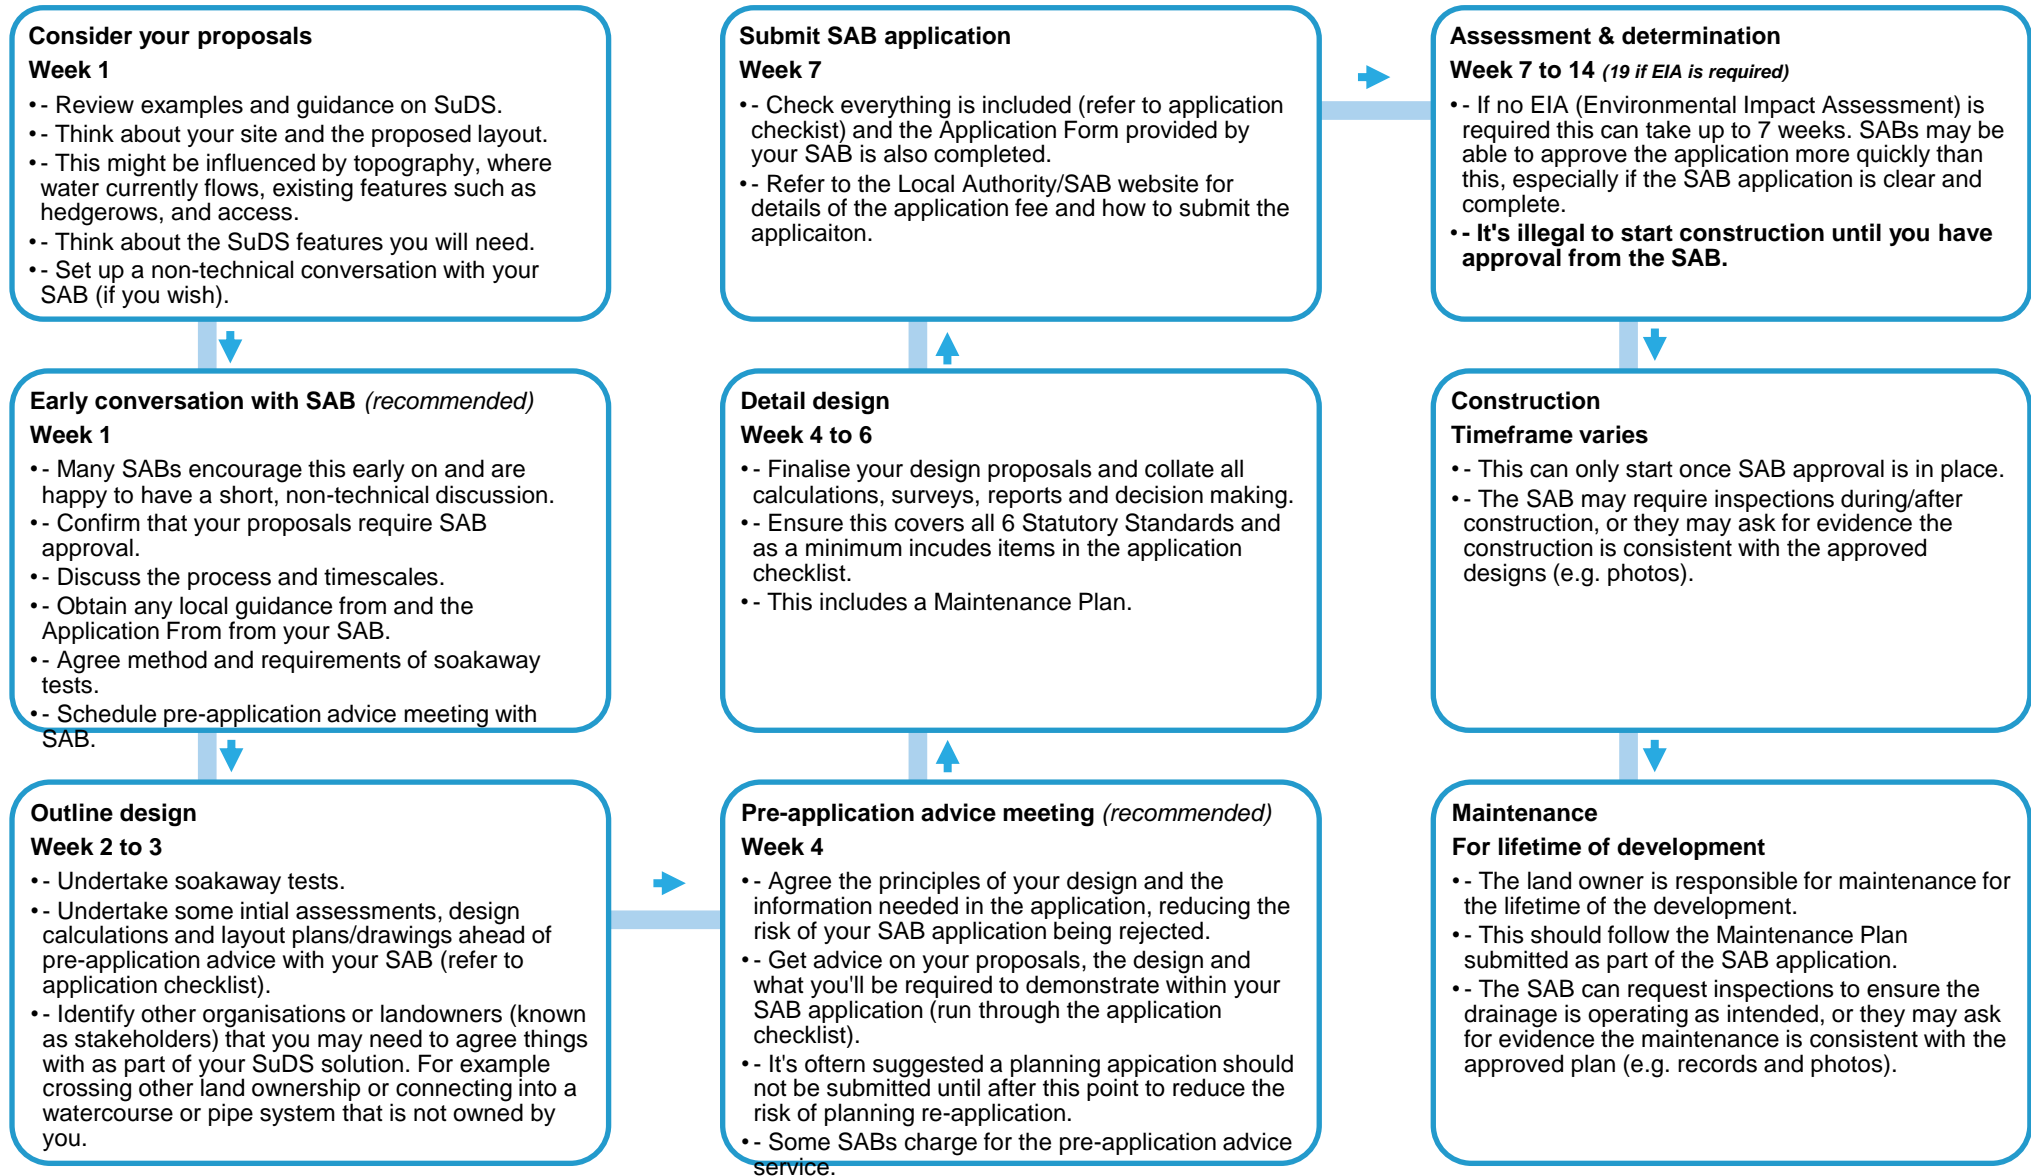 Consider your proposals
Week 1
•- Review examples and guidance on SuDS.
•- Think about your site and the proposed layout.
•- This might be influenced by topography, where
water currently flows, existing features such as
hedgerows, and access.
•- Think about the SuDS features you will need.
•- Set up a non-technical conversation with your
SAB (if you wish).
Early conversation with SAB (recommended)
Week 1
•- Many SABs encourage this early on and are
happy to have a short, non-technical discussion.
•- Confirm that your proposals require SAB
approval.
•- Discuss the process and timescales.
•- Obtain any local guidance from and the
Application From from your SAB.
•- Agree method and requirements of soakaway
tests.
•- Schedule pre-application advice meeting with
SAB.
Outline design
Week 2 to 3
•- Undertake soakaway tests.
•- Undertake some intial assessments, design
calculations and layout plans/drawings ahead of
pre-application advice with your SAB (refer to
application checklist).
•- Identify other organisations or landowners (known
as stakeholders) that you may need to agree things
with as part of your SuDS solution. For example
crossing other land ownership or connecting into a
watercourse or pipe system that is not owned by
you.
Pre-application advice meeting (recommended)
Week 4
•- Agree the principles of your design and the
information needed in the application, reducing the
risk of your SAB application being rejected.
•- Get advice on your proposals, the design and
what you'll be required to demonstrate within your
SAB application (run through the application
checklist).
•- It's oftern suggested a planning appication should
not be submitted until after this point to reduce the
risk of planning re-application.
•- Some SABs charge for the pre-application advice
service.
Detail design
Week 4 to 6
•- Finalise your design proposals and collate all
calculations, surveys, reports and decision making.
•- Ensure this covers all 6 Statutory Standards and
as a minimum incudes items in the application
checklist.
•- This includes a Maintenance Plan.
Submit SAB application
Week 7
•- Check everything is included (refer to application
checkist) and the Application Form provided by
your SAB is also completed.
•- Refer to the Local Authority/SAB website for
details of the application fee and how to submit the
applicaiton.
Assessment & determination
Week 7 to 14 (19 if EIA is required)
•- If no EIA (Environmental Impact Assessment) is
required this can take up to 7 weeks. SABs may be
able to approve the application more quickly than
this, especially if the SAB application is clear and
complete.
•- It's illegal to start construction until you have
approval from the SAB.
Construction
Timeframe varies
•- This can only start once SAB approval is in place.
•- The SAB may require inspections during/after
construction, or they may ask for evidence the
construction is consistent with the approved
designs (e.g. photos).
Maintenance
For lifetime of development
•- The land owner is responsible for maintenance for
the lifetime of the development.
•- This should follow the Maintenance Plan
submitted as part of the SAB application.
•- The SAB can request inspections to ensure the
drainage is operating as intended, or they may ask
for evidence the maintenance is consistent with the
approved plan (e.g. records and photos).